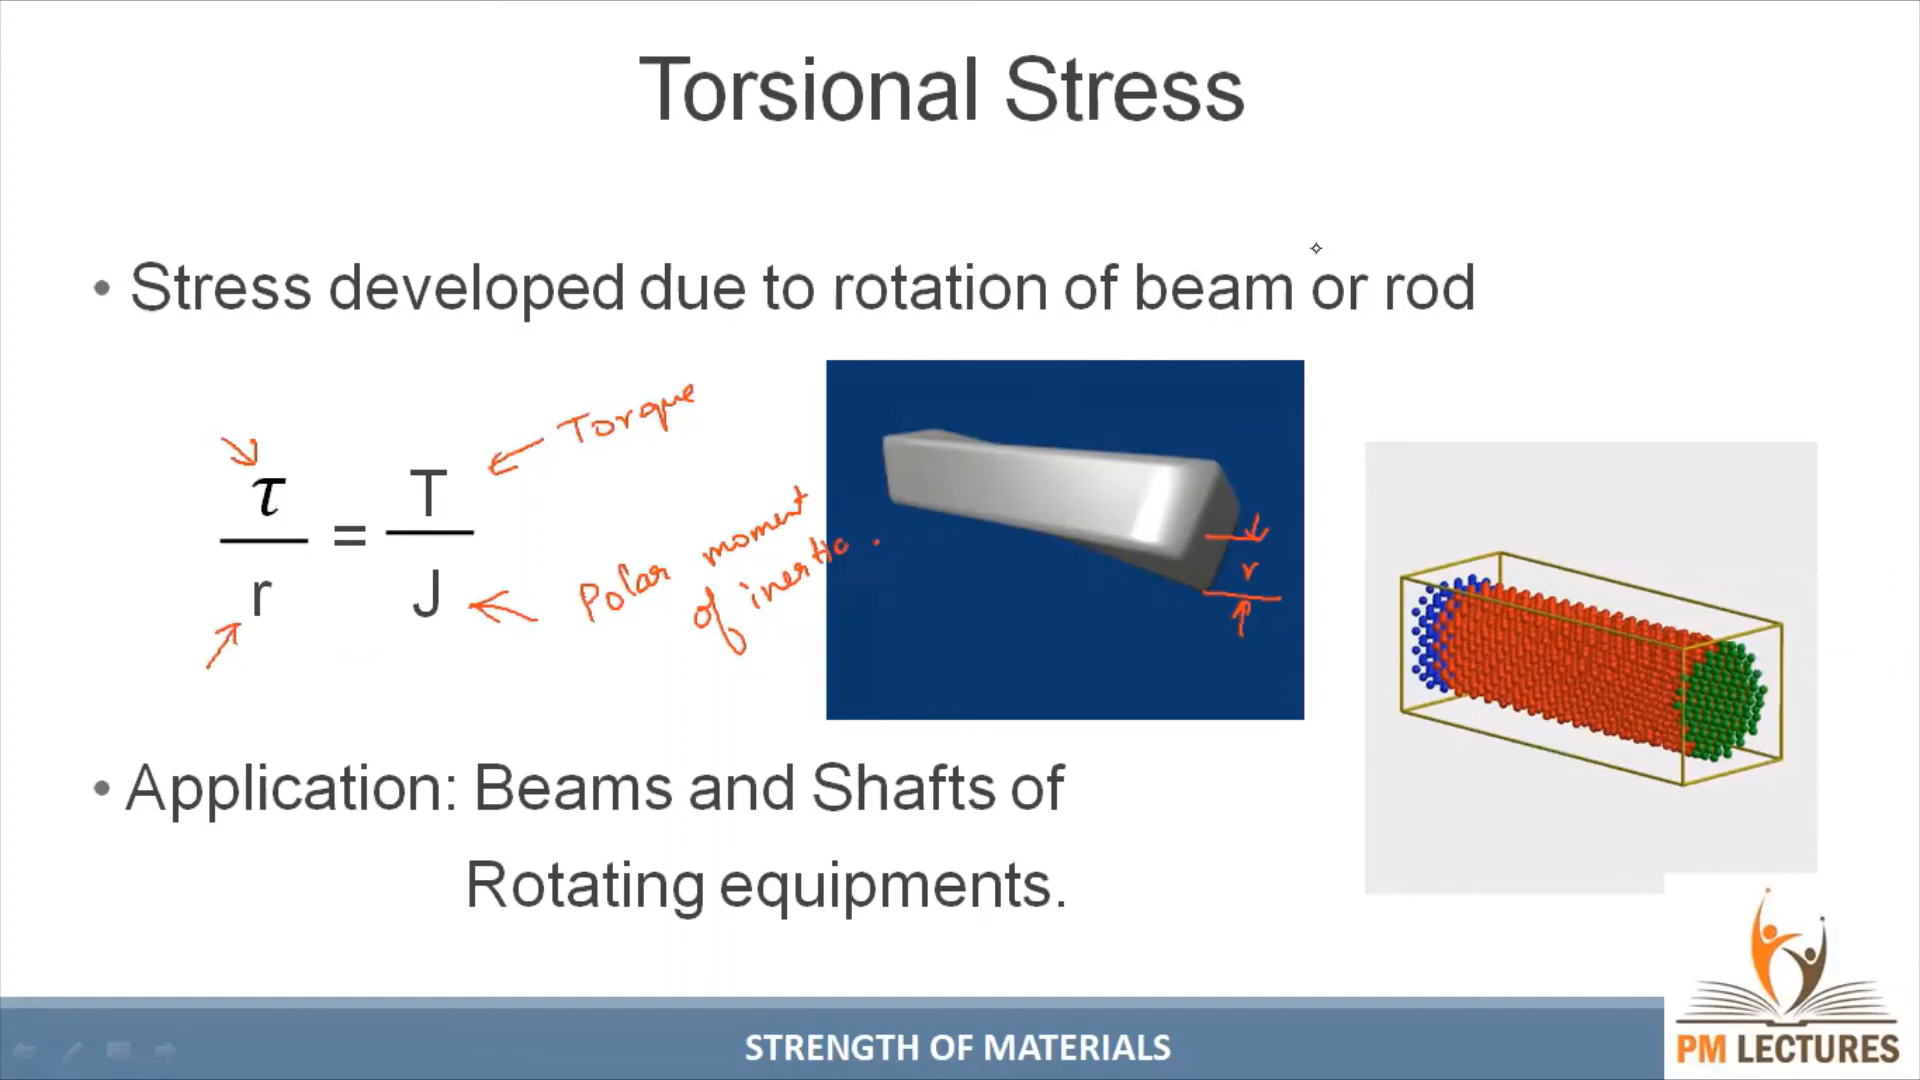 Torsional Stress
• Stress developed due to rotation of beam or rod
τ/r = T/J
Torque
Polar moment
of inertia.
r
• Application: Beams and Shafts of
Rotating equipments.
STRENGTH OF MATERIALS
PM LECTURES